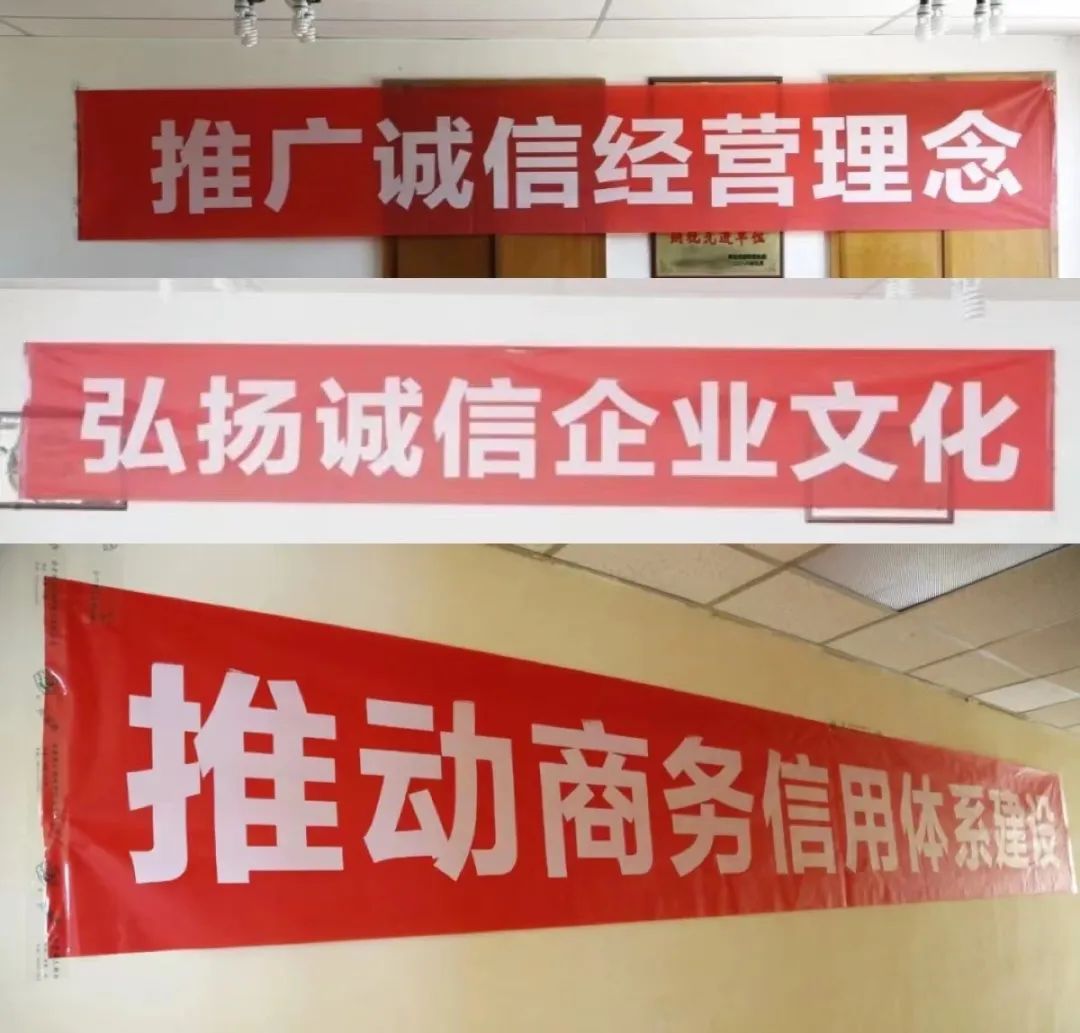 推广诚信经营理念
弘扬诚信企业文化
推动商务信用体系建设